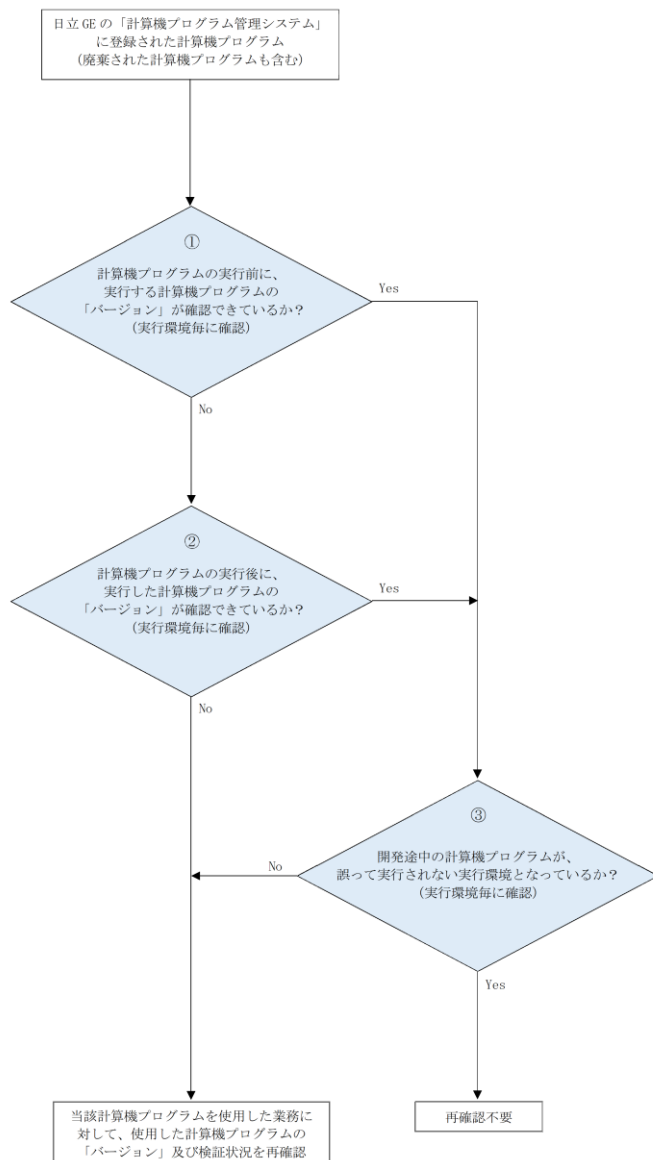 日立GEの「計算機プログラム管理システム」
に登録された計算機プログラム
(廃棄された計算機プログラムも含む)
①
計算機プログラムの実行前に、
実行する計算機プログラムの
「バージョン」が確認できているか？
(実行環境毎に確認)
Yes
No
②
計算機プログラムの実行後に、
実行した計算機プログラムの
「バージョン」が確認できているか？
(実行環境毎に確認)
Yes
No
③
開発途中の計算機プログラムが、
誤って実行されない実行環境となっているか？
(実行環境毎に確認)
No
Yes
当該計算機プログラムを使用した業務に
対して、使用した計算機プログラムの
「バージョン」及び検証状況を再確認
再確認不要